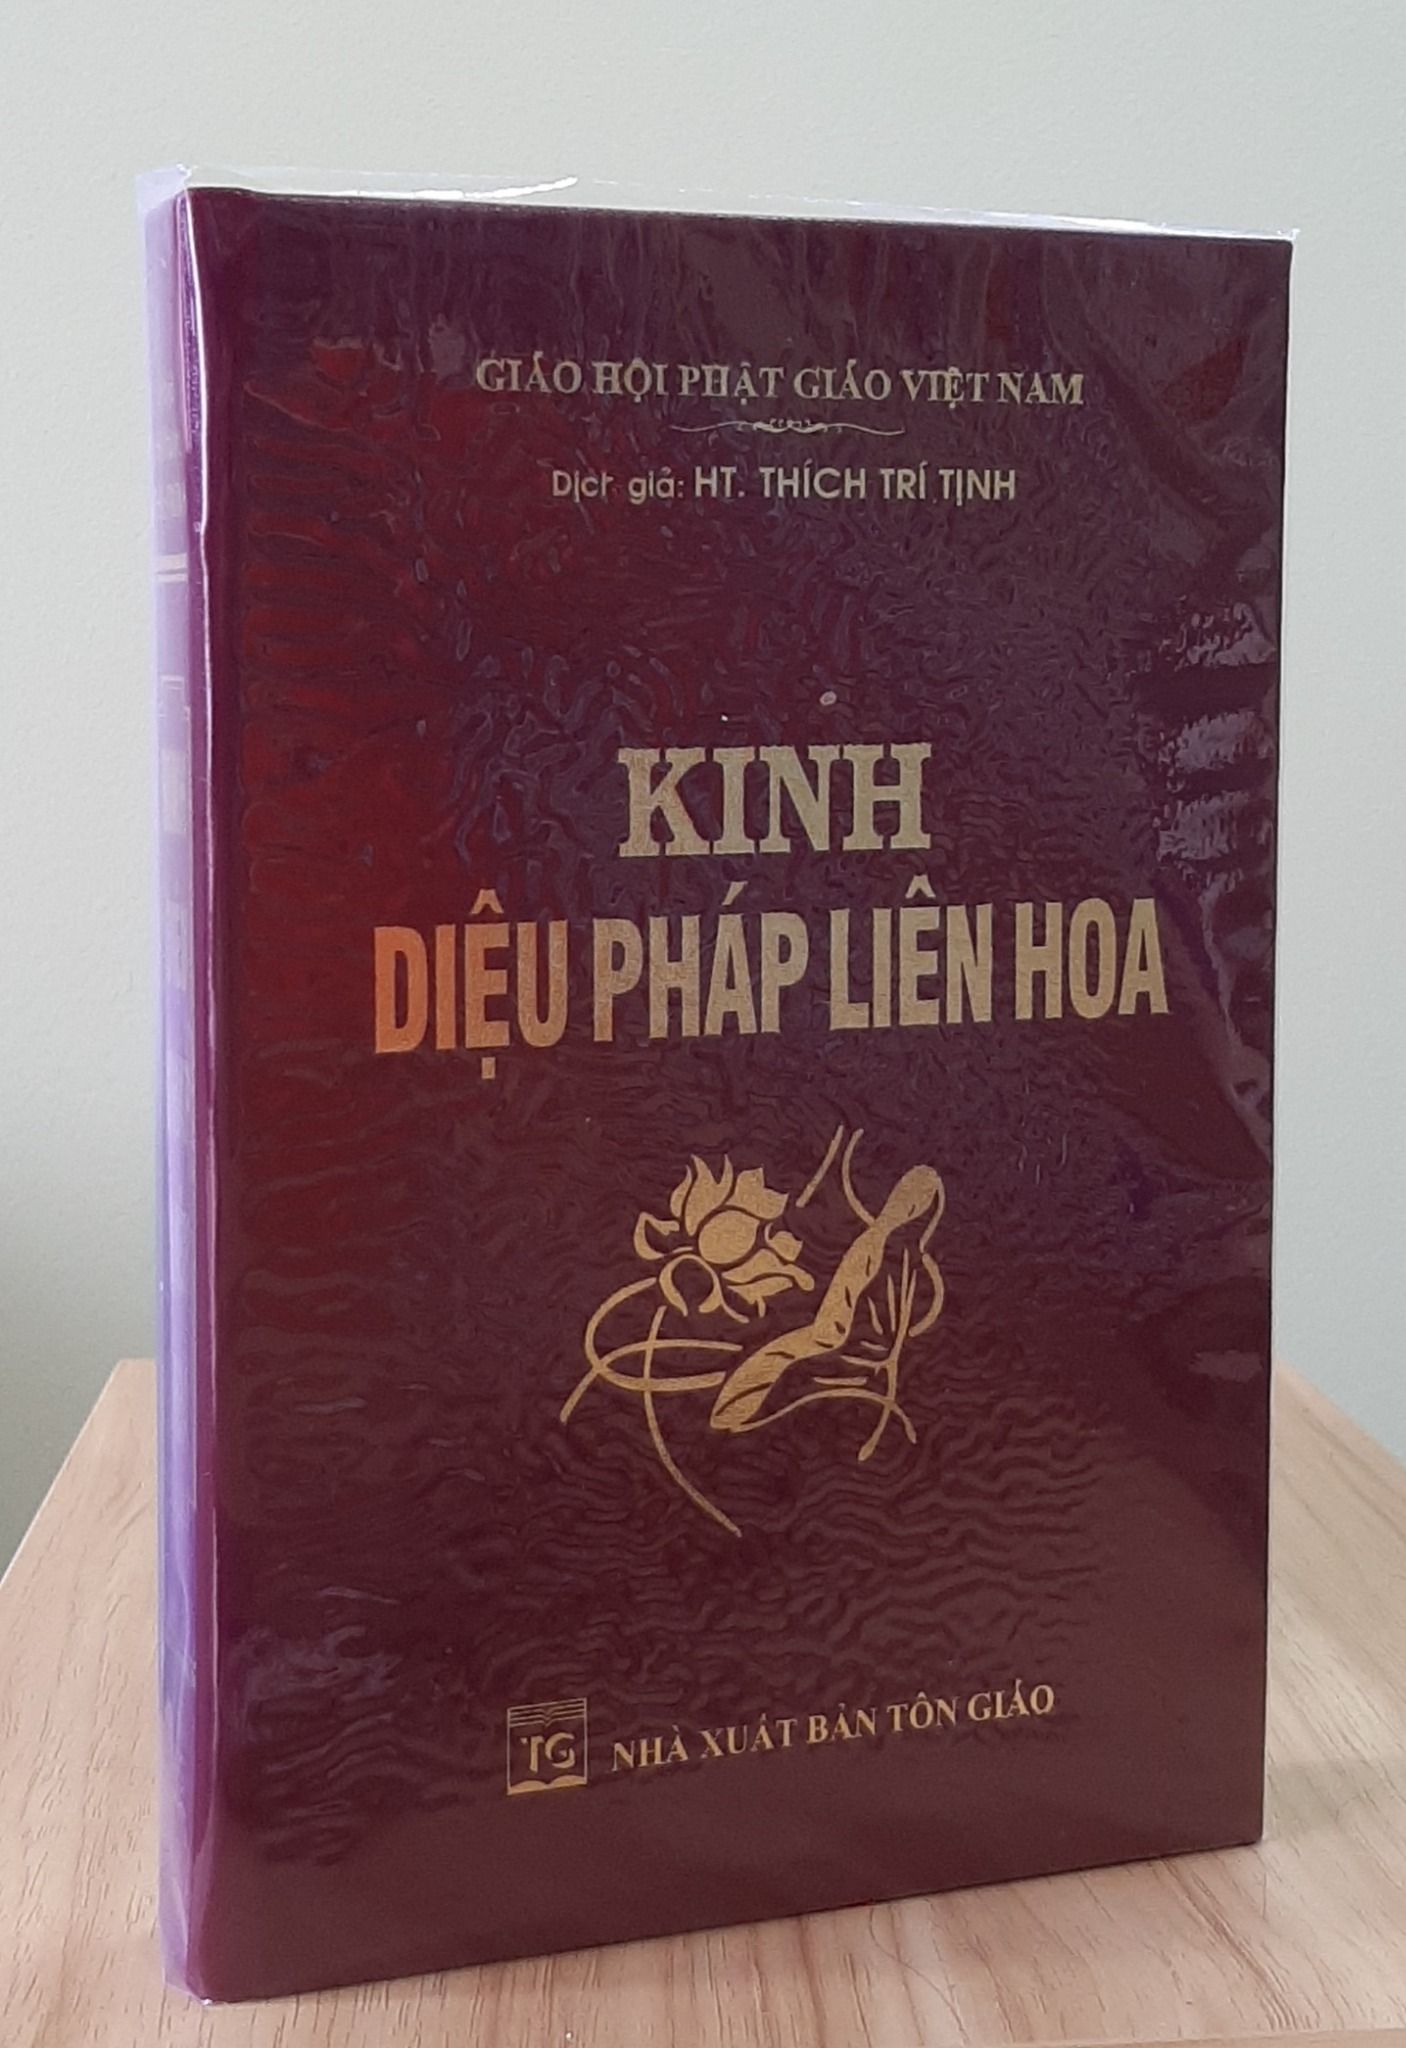 GIÁO HỘI PHẬT GIÁO VIỆT NAM
Dịch giả: HT. THÍCH TRÍ TỊNH
KINH
DIỆU PHÁP LIÊN HOA
TG
NHÀ XUẤT BẢN TÔN GIÁO